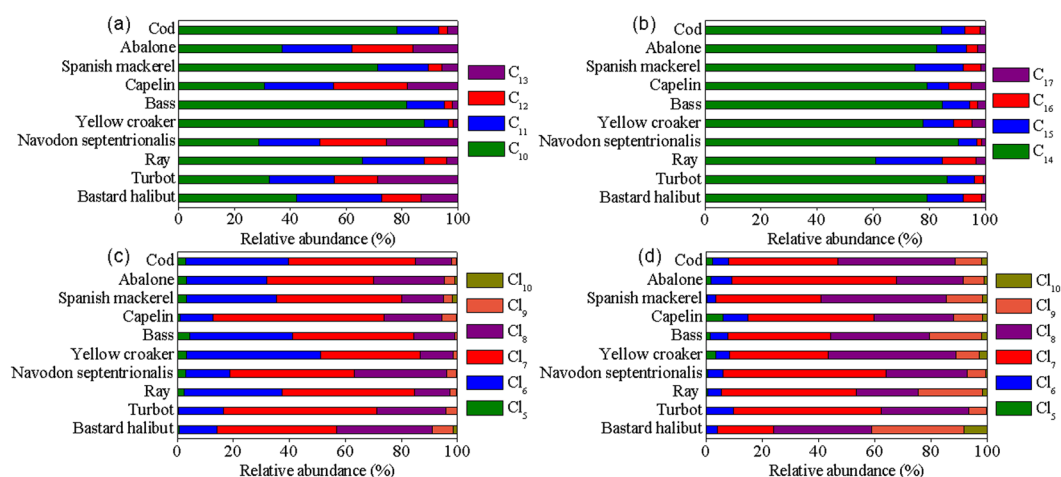 (a)
Cod
Abalone
Spanish mackerel
Capelin
Bass
Yellow croaker
Navodon septentrionalis
Ray
Turbot
Bastard halibut
0 20 40 60 80 100
Relative abundance (%)
C₁₃
C₁₂
C₁₁
C₁₀
(b)
Cod
Abalone
Spanish mackerel
Capelin
Bass
Yellow croaker
Navodon septentrionalis
Ray
Turbot
Bastard halibut
0 20 40 60 80 100
Relative abundance (%)
C₁₇
C₁₆
C₁₅
C₁₄
(c)
Cod
Abalone
Spanish mackerel
Capelin
Bass
Yellow croaker
Navodon septentrionalis
Ray
Turbot
Bastard halibut
0 20 40 60 80 100
Relative abundance (%)
Cl₁₀
Cl₉
Cl₈
Cl₇
Cl₆
Cl₅
(d)
Cod
Abalone
Spanish mackerel
Capelin
Bass
Yellow croaker
Navodon septentrionalis
Ray
Turbot
Bastard halibut
0 20 40 60 80 100
Relative abundance (%)
Cl₁₀
Cl₉
Cl₈
Cl₇
Cl₆
Cl₅